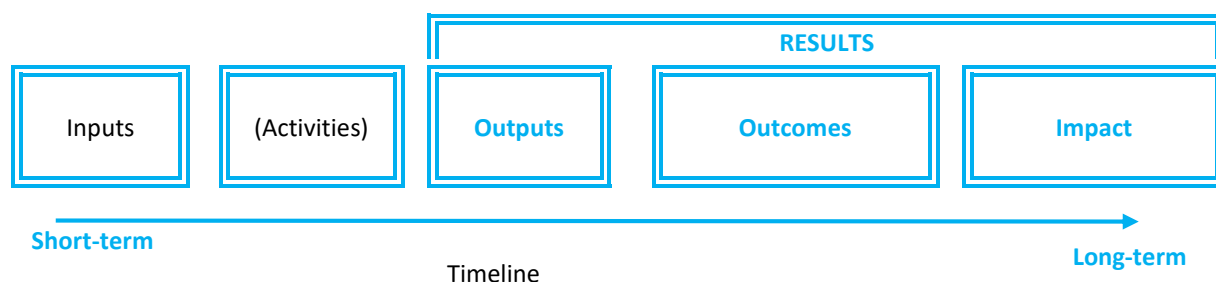 RESULTS
Inputs
(Activities)
Outputs
Outcomes
Impact
Short-term
Long-term
Timeline